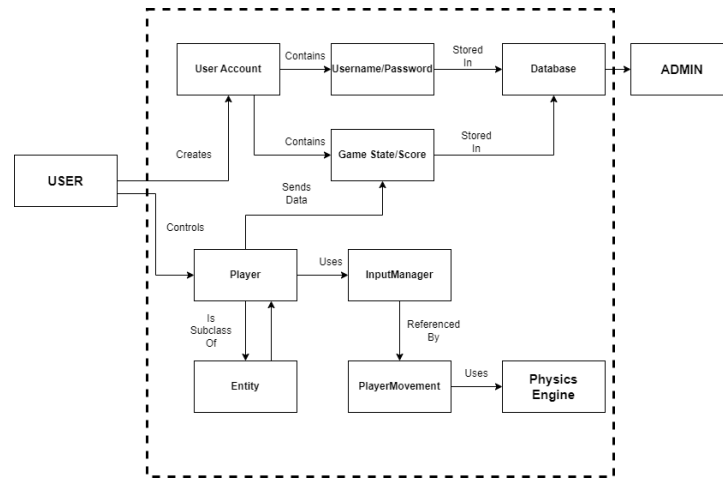 Contains
Stored
In
User Account
Username/Password
Database
ADMIN
Creates
Contains
Stored
In
Game State/Score
USER
Sends
Data
Controls
Uses
Player
InputManager
Is
Subclass
Of
Referenced
By
Entity
PlayerMovement
Uses
Physics
Engine